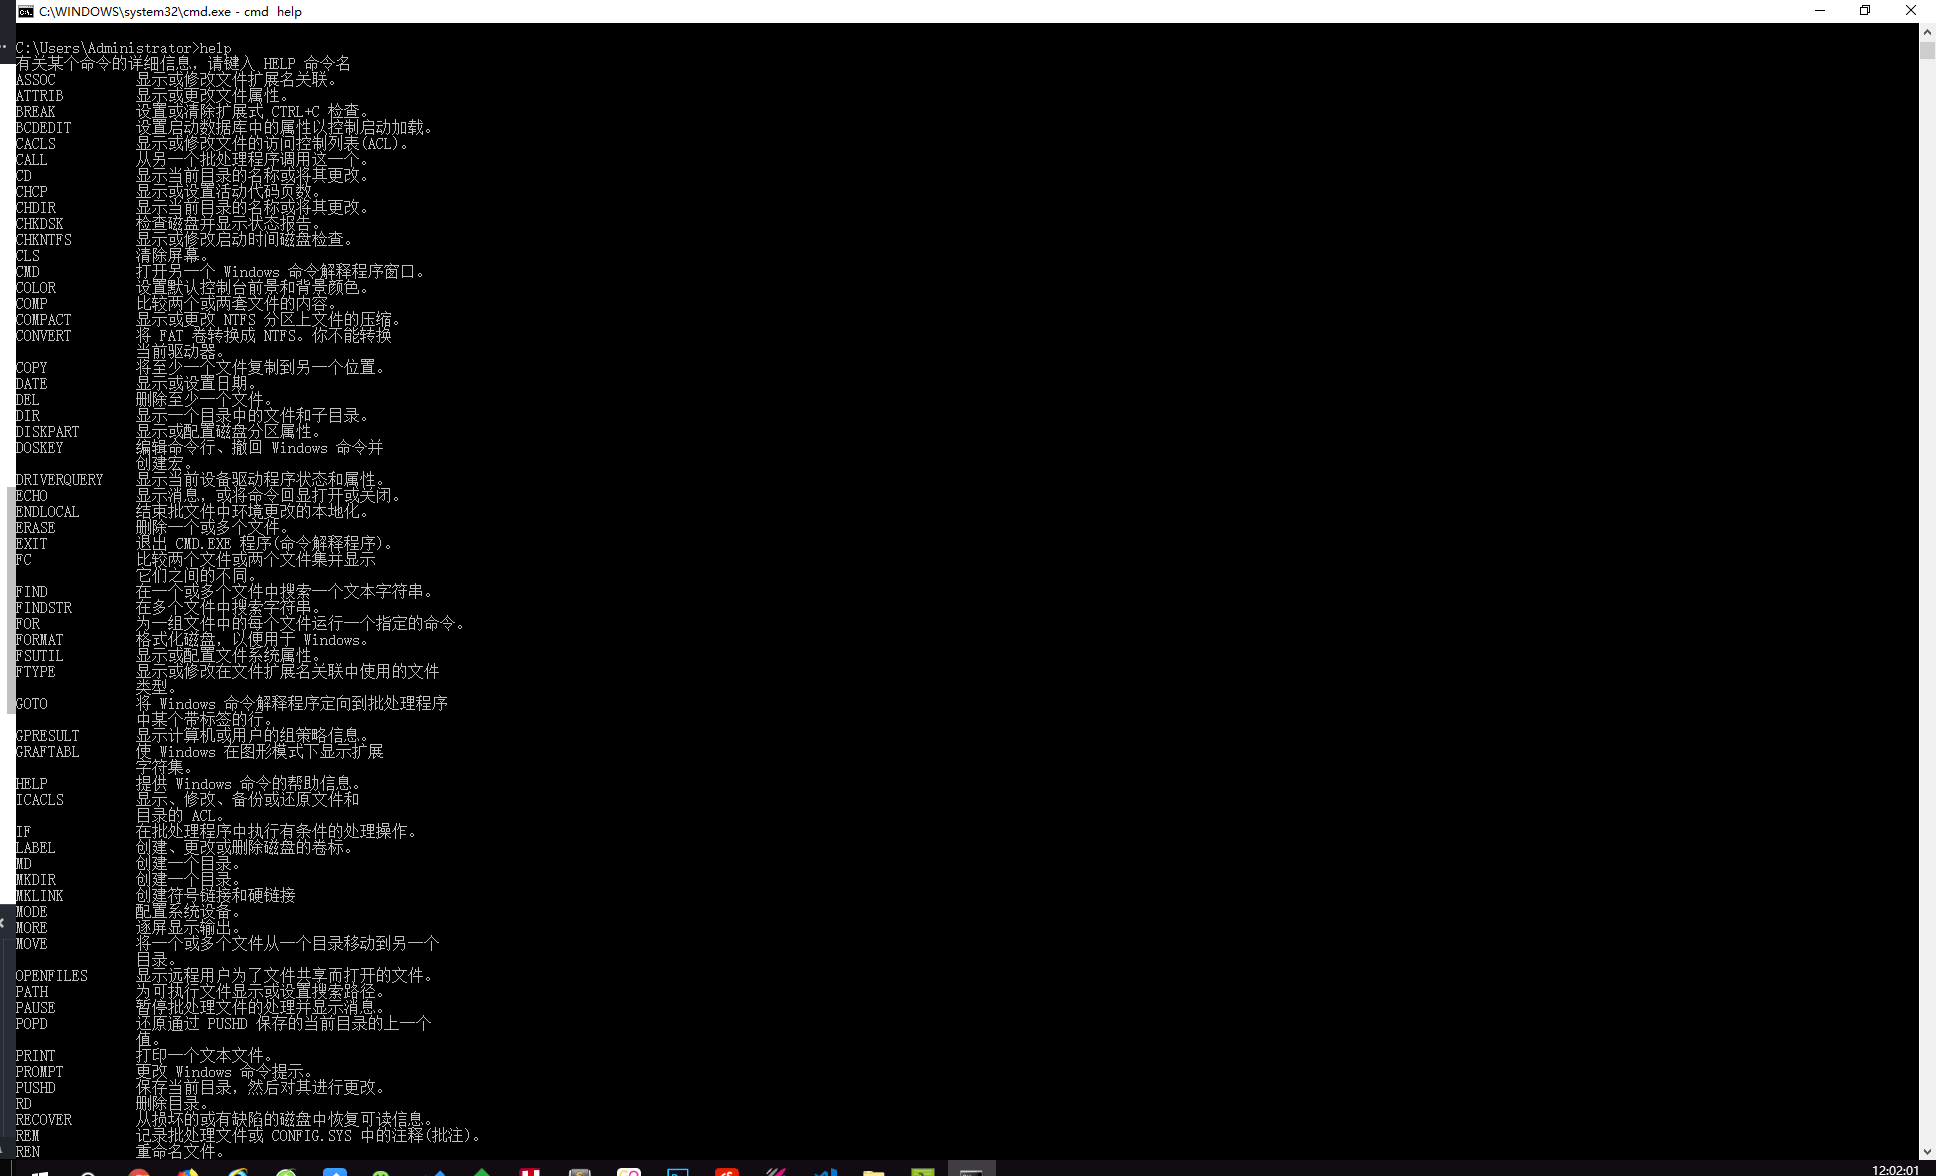 C:\WINDOWS\system32\cmd.exe - cmd  help
C:\Users\Administrator>help
有关某个命令的详细信息，请键入 HELP 命令名
ASSOC          显示或修改文件扩展名关联。
ATTRIB         显示或更改文件属性。
BREAK          设置或清除扩展式 CTRL+C 检查。
BCDEDIT        设置启动数据库中的属性以控制启动加载。
CACLS          显示或修改文件的访问控制列表(ACL)。
CALL           从另一个批处理程序调用这一个。
CD             显示当前目录的名称或将其更改。
CHCP           显示或设置活动代码页数。
CHDIR          显示当前目录的名称或将其更改。
CHKDSK         检查磁盘并显示状态报告。
CHKNTFS        显示或修改启动时间磁盘检查。
CLS            清除屏幕。
CMD            打开另一个 Windows 命令解释程序窗口。
COLOR          设置默认控制台前景和背景颜色。
COMP           比较两个或两套文件的内容。
COMPACT        显示或更改 NTFS 分区上文件的压缩。
CONVERT        将 FAT 卷转换成 NTFS。你不能转换
               当前驱动器。
COPY           将至少一个文件复制到另一个位置。
DATE           显示或设置日期。
DEL            删除至少一个文件。
DIR            显示一个目录中的文件和子目录。
DISKPART       显示或配置磁盘分区属性。
DOSKEY         编辑命令行、撤回 Windows 命令并
               创建宏。
DRIVERQUERY    显示当前设备驱动程序状态和属性。
ECHO           显示消息，或将命令回显打开或关闭。
ENDLOCAL       结束批文件中环境更改的本地化。
ERASE          删除一个或多个文件。
EXIT           退出 CMD.EXE 程序(命令解释程序)。
FC             比较两个文件或两个文件集并显示
               它们之间的不同。
FIND           在一个或多个文件中搜索一个文本字符串。
FINDSTR        在多个文件中搜索字符串。
FOR            为一组文件中的每个文件运行一个指定的命令。
FORMAT         格式化磁盘，以便用于 Windows。
FSUTIL         显示或配置文件系统属性。
FTYPE          显示或修改在文件扩展名关联中使用的文件
               类型。
GOTO           将 Windows 命令解释程序定向到批处理程序
               中某个带标签的行。
GPRESULT       显示计算机或用户的组策略信息。
GRAFTABL       使 Windows 在图形模式下显示扩展
               字符集。
HELP           提供 Windows 命令的帮助信息。
ICACLS         显示、修改、备份或还原文件和
               目录的 ACL。
IF             在批处理程序中执行有条件的处理操作。
LABEL          创建、更改或删除磁盘的卷标。
MD             创建一个目录。
MKDIR          创建一个目录。
MKLINK         创建符号链接和硬链接
MODE           配置系统设备。
MORE           逐屏显示输出。
MOVE           将一个或多个文件从一个目录移动到另一个
               目录。
OPENFILES      显示远程用户为了文件共享而打开的文件。
PATH           为可执行文件显示或设置搜索路径。
PAUSE          暂停批处理文件的处理并显示消息。
POPD           还原通过 PUSHD 保存的当前目录的上一个
               值。
PRINT          打印一个文本文件。
PROMPT         更改 Windows 命令提示。
PUSHD          保存当前目录，然后对其进行更改。
RD             删除目录。
RECOVER        从损坏的或有缺陷的磁盘中恢复可读信息。
REM            记录批处理文件或 CONFIG.SYS 中的注释(批注)。
REN            重命名文件。
12:02:01